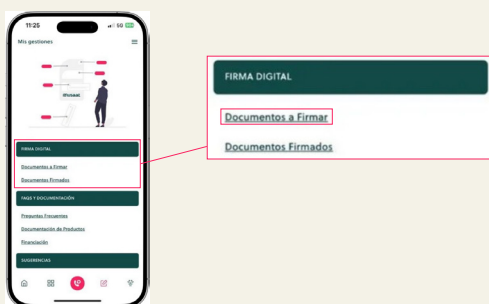 11:25
5G
Mis gestiones
FIRMA DIGITAL
Documentos a Firmar
Documentos Firmados
FAQS Y DOCUMENTACIÓN
Preguntas Frecuentes
Documentación de Productos
Financiación
SUGERENCIAS
FIRMA DIGITAL
Documentos a Firmar
Documentos Firmados